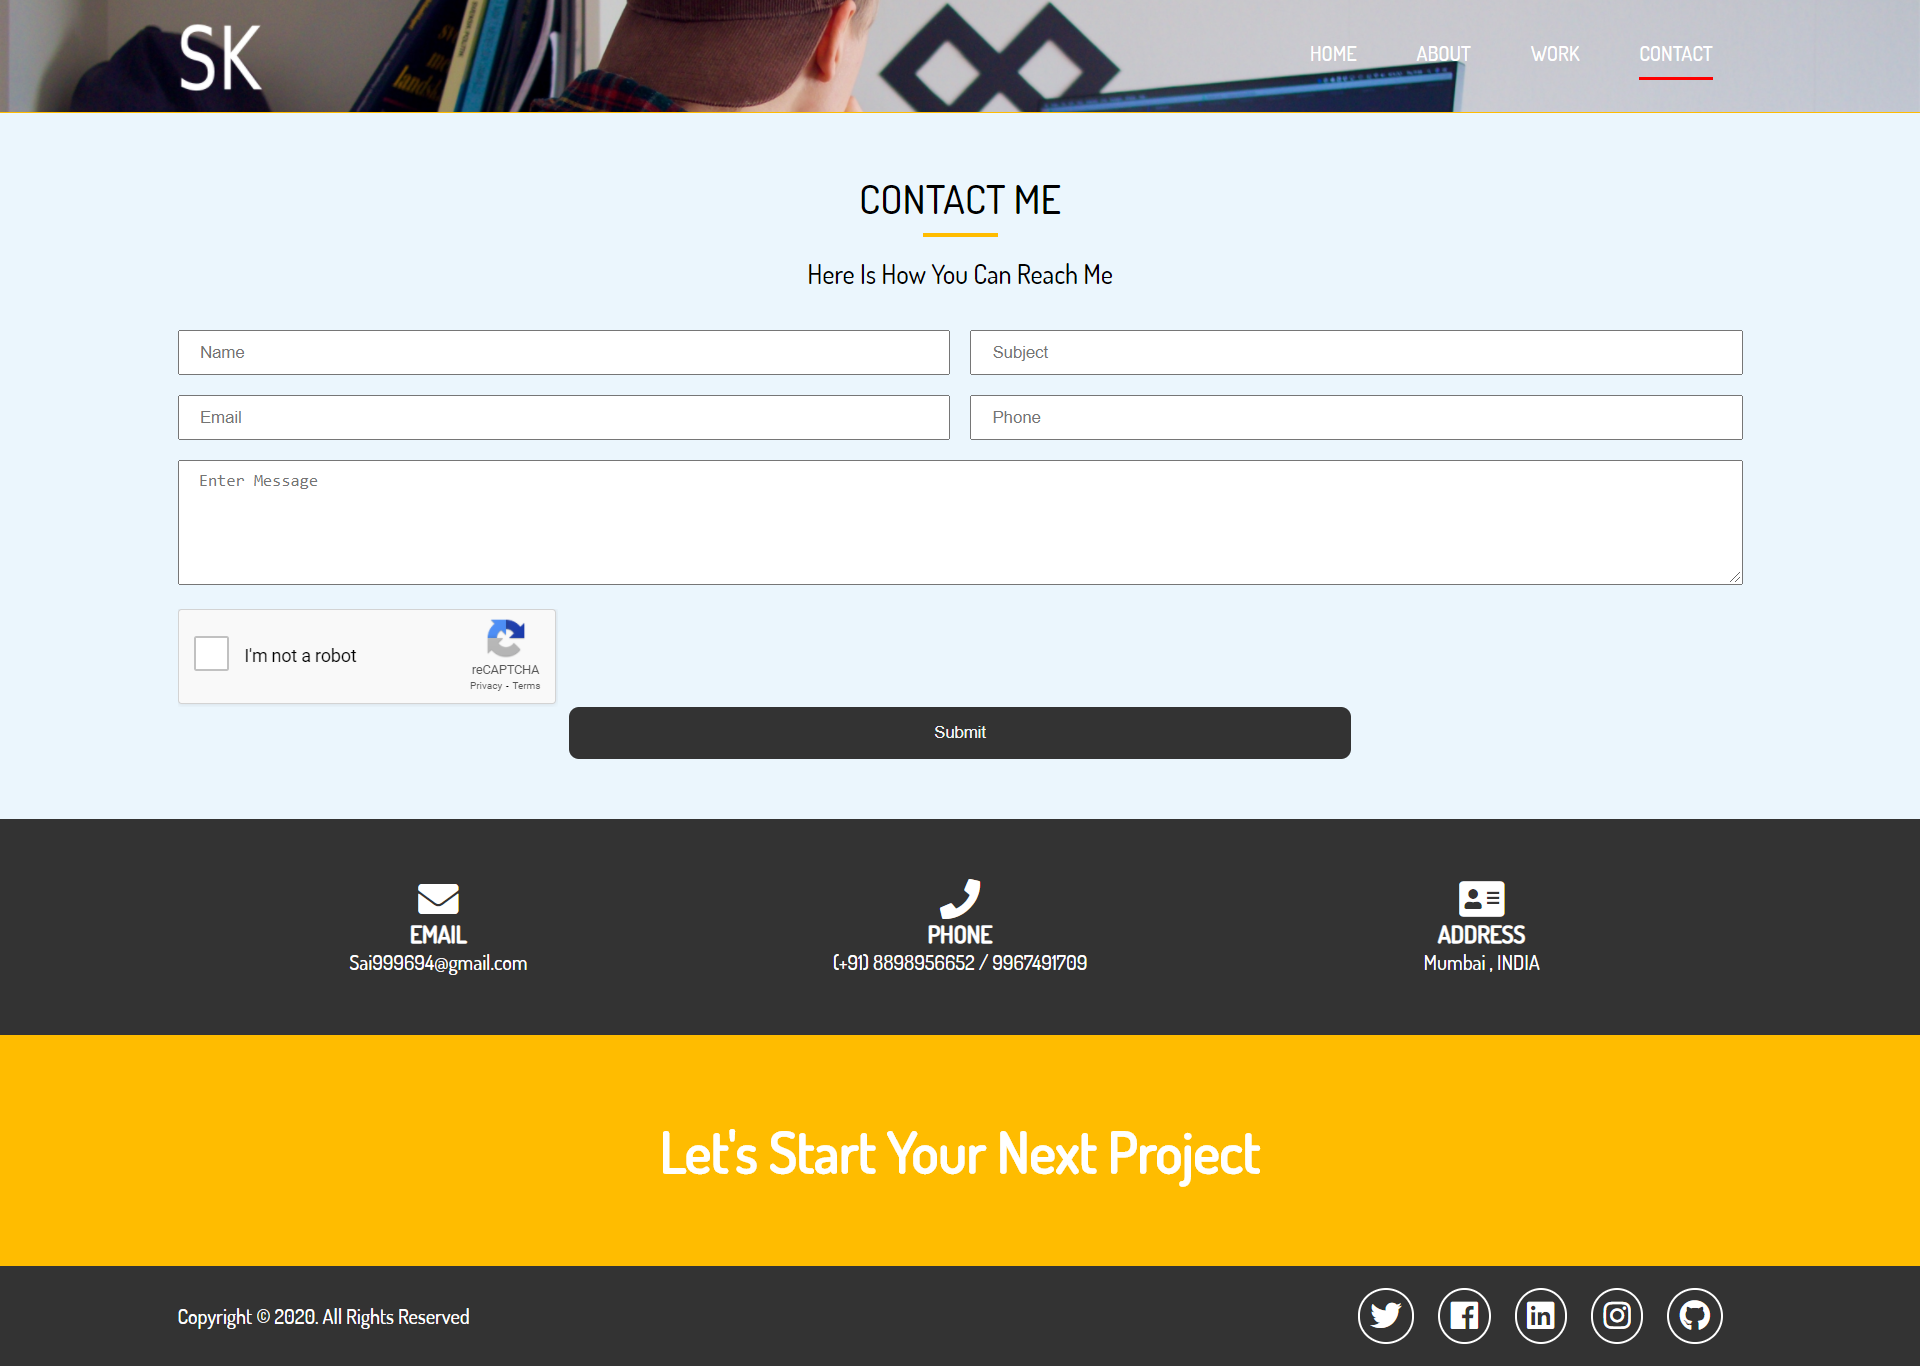 SK
HOME ABOUT WORK CONTACT
CONTACT ME
Here Is How You Can Reach Me
Name Subject
Email Phone
Enter Message
I'm not a robot
reCAPTCHA
Privacy - Terms
Submit
EMAIL
Sai999694@gmail.com
PHONE
(+91) 8898956652 / 9967491709
ADDRESS
Mumbai , INDIA
Let's Start Your Next Project
Copyright © 2020. All Rights Reserved